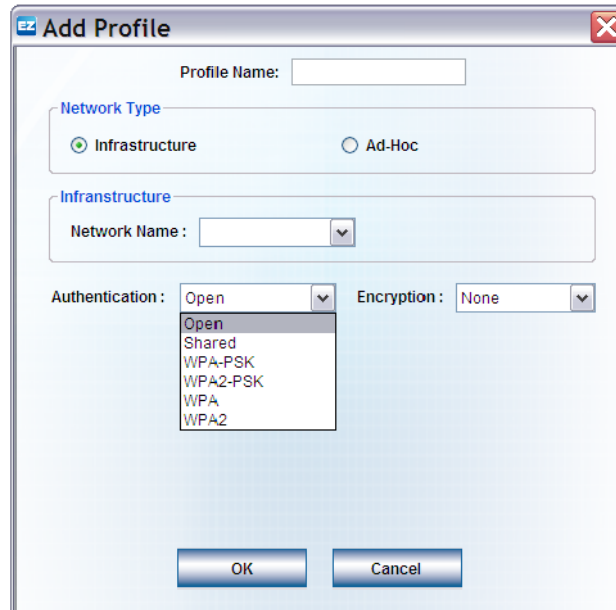 EZ Add Profile
Profile Name:
Network Type
Infrastructure
Ad-Hoc
Infranstructure
Network Name :
Authentication : Open Encryption : None
Open
Shared
WPA-PSK
WPA2-PSK
WPA
WPA2
OK Cancel